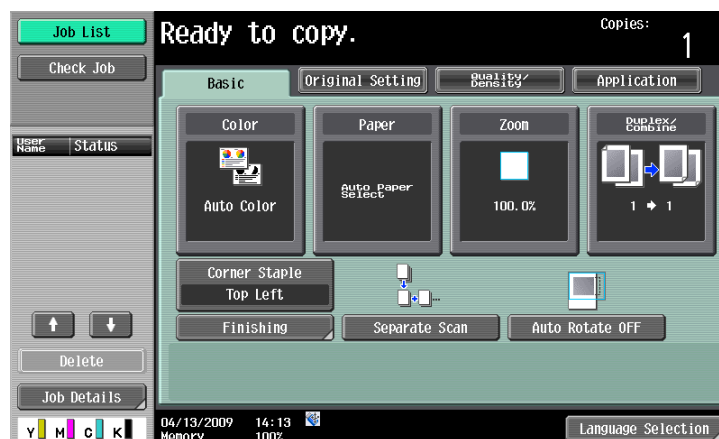 Job List
Ready to copy.
Copies:
1
Check Job
Basic
Original Setting
Quality/
Density
Application
User
Name
Status
Color
Paper
Zoom
Duplex/
Combine
Auto Color
Auto Paper
Select
100.0%
1 → 1
Corner Staple
Top Left
Finishing
Separate Scan
Auto Rotate OFF
Delete
Job Details
Y M C K
04/13/2009 14:13
Memory 100%
Language Selection